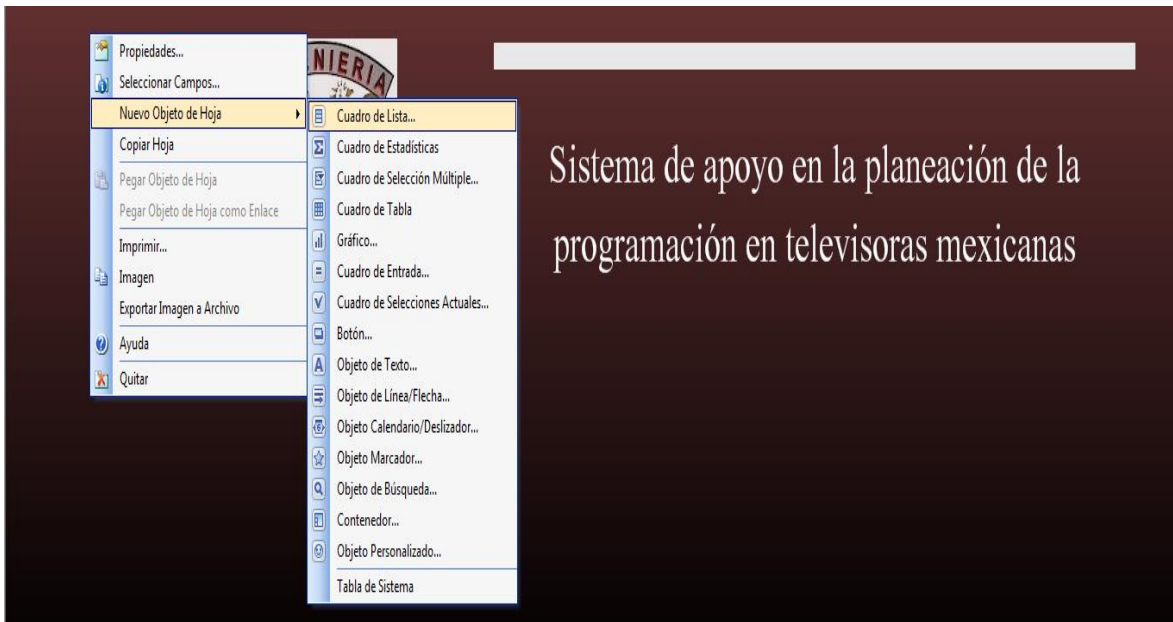 Propiedades...
Seleccionar Campos...
Nuevo Objeto de Hoja
Copiar Hoja
Pegar Objeto de Hoja
Pegar Objeto de Hoja como Enlace
Imprimir...
Imagen
Exportar Imagen a Archivo
Ayuda
Quitar
Cuadro de Lista...
Cuadro de Estadísticas
Cuadro de Selección Múltiple...
Cuadro de Tabla
Gráfico...
Cuadro de Entrada...
Cuadro de Selecciones Actuales...
Botón...
Objeto de Texto...
Objeto de Línea/Flecha...
Objeto Calendario/Deslizador...
Objeto Marcador...
Objeto de Búsqueda...
Contenedor...
Objeto Personalizado...
Tabla de Sistema
NIERIA
Sistema de apoyo en la planeación de la
programación en televisoras mexicanas